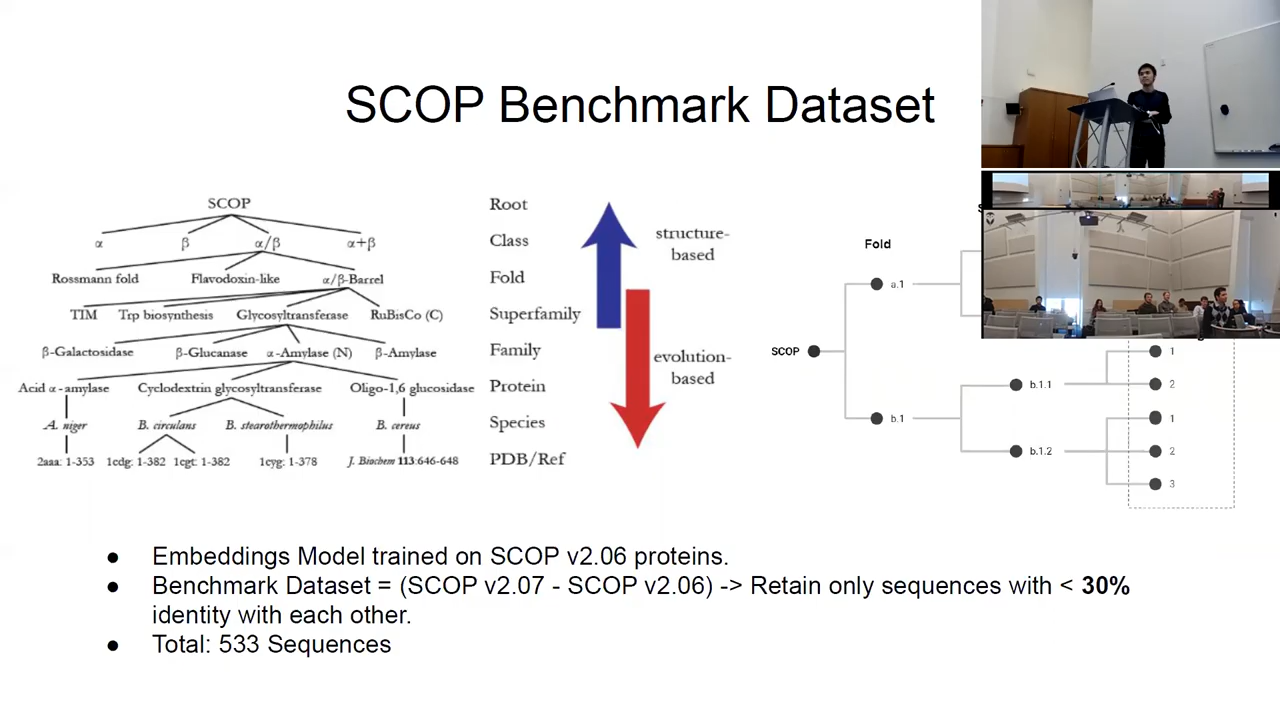 SCOP Benchmark Dataset
SCOP
Root
α
β
α/β
α+β
Class
Rossmann fold
Flavodoxin-like
α/β-Barrel
Fold
TIM
Trp biosynthesis
Glycosyltransferase
RuBisCo (C)
Superfamily
β-Galactosidase
β-Glucanase
α-Amylase (N)
β-Amylase
Family
Acid α-amylase
Cyclodextrin glycosyltransferase
Oligo-1,6 glucosidase
Protein
A. niger
B. circulans
B. stearothermophilus
B. cereus
Species
2aaa: 1-353
1cdg: 1-382
1cgt: 1-382
1cyg: 1-378
J. Biochem 113:646-648
PDB/Ref
structure-
based
evolution-
based
Fold
a.1
SCOP
1
b.1.1
2
b.1
1
b.1.2
2
3
● Embeddings Model trained on SCOP v2.06 proteins.
● Benchmark Dataset = (SCOP v2.07 - SCOP v2.06) -> Retain only sequences with < 30%
identity with each other.
● Total: 533 Sequences